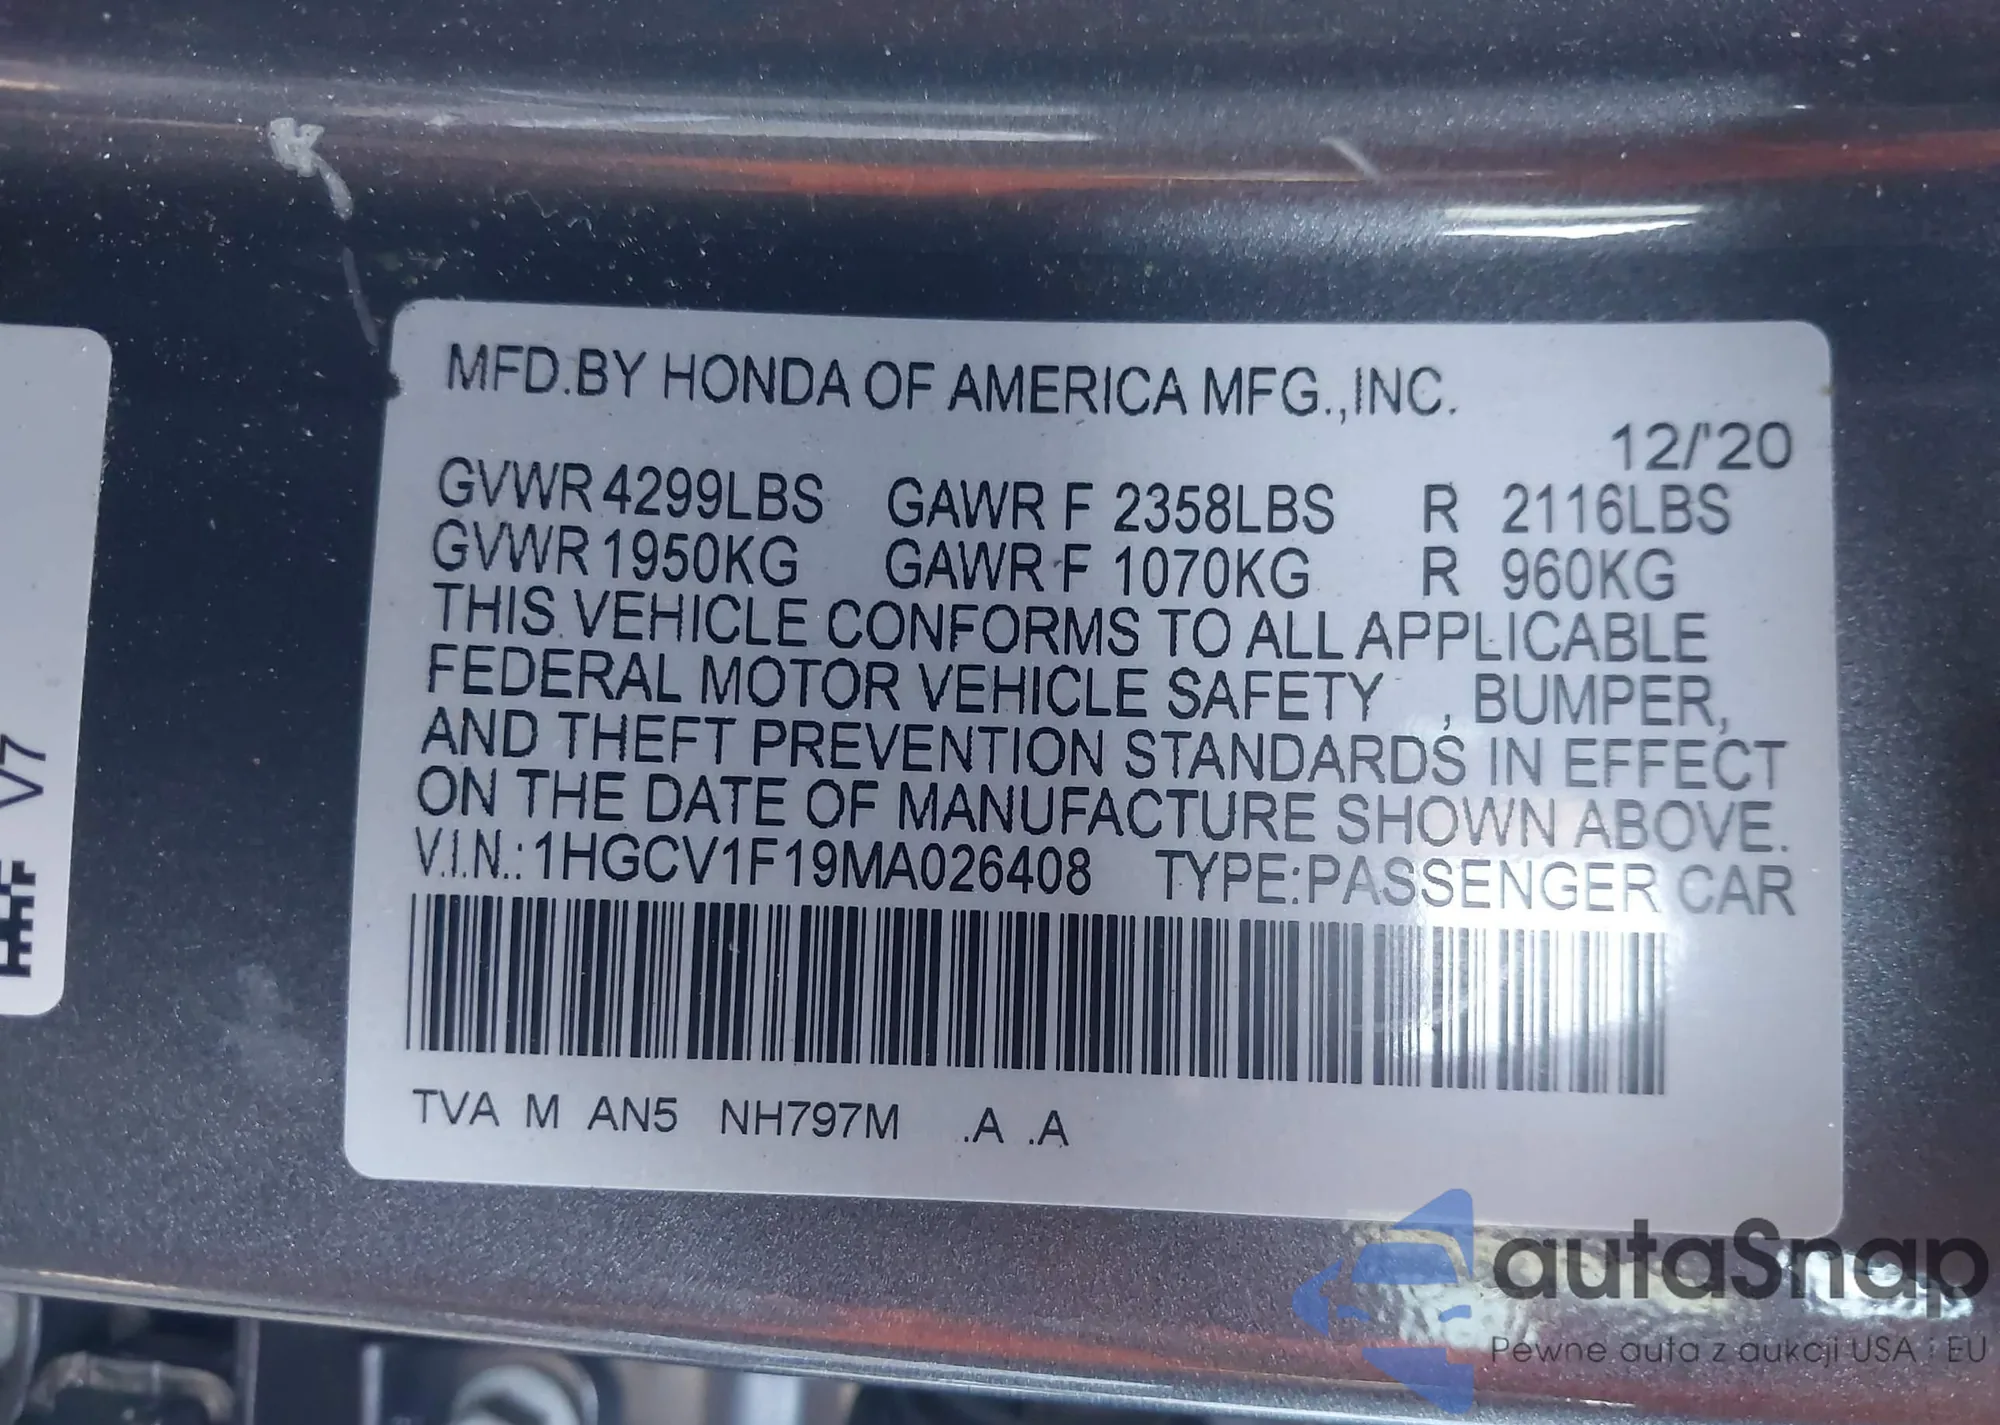 MFD.BY HONDA OF AMERICA MFG.,INC.
12/'20
GVWR 4299LBS GAWR F 2358LBS R 2116LBS
GVWR 1950KG GAWR F 1070KG R 960KG
THIS VEHICLE CONFORMS TO ALL APPLICABLE
FEDERAL MOTOR VEHICLE SAFETY , BUMPER,
AND THEFT PREVENTION STANDARDS IN EFFECT
ON THE DATE OF MANUFACTURE SHOWN ABOVE.
V.I.N.: 1HGCV1F19MA026408 TYPE:PASSENGER CAR
TVA M AN5 NH797M .A .A
V7
autaSnap
Pewne auta z aukcji USA i EU